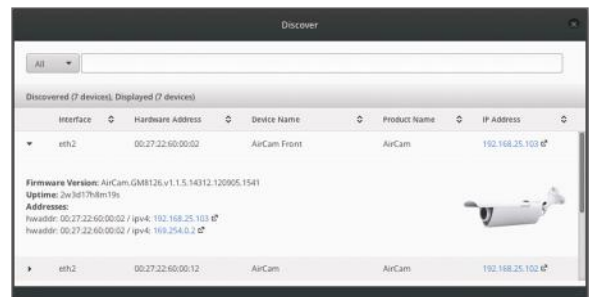 Discover
All
Discovered (7 devices), Displayed (7 devices)
Interface Hardware Address Device Name Product Name IP Address
eth2 00:27:22:60:00:02 AirCam Front AirCam 192.168.25.103
Firmware Version: AirCam.GM8126.v1.1.5.14312.120905.1541
Uptime: 2w3d17h8m19s
Addresses:
hwaddr: 00:27:22:60:00:02 / ipv4: 192.168.25.103
hwaddr: 00:27:22:60:00:02 / ipv4: 169.254.0.2
eth2 00:27:22:60:00:12 AirCam AirCam 192.168.25.102